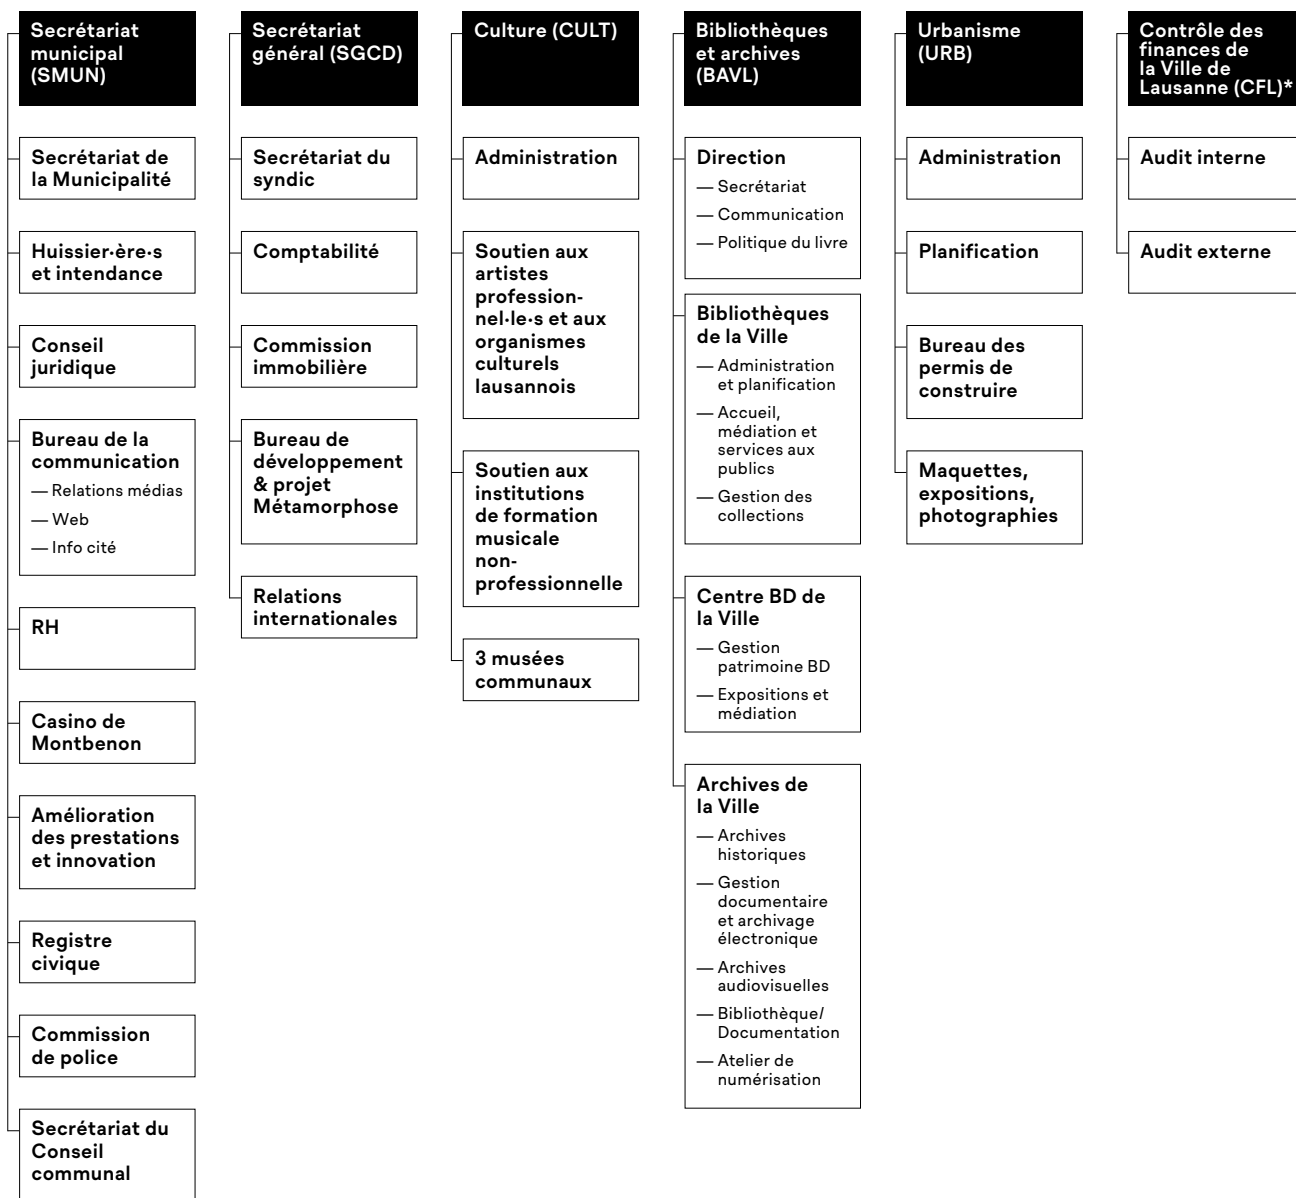 Secrétariat
municipal
(SMUN)
Secrétariat de
la Municipalité
Huissier·ère·s
et intendance
Conseil
juridique
Bureau de la
communication
— Relations médias
— Web
— Info cité
RH
Casino de
Montbenon
Amélioration
des prestations
et innovation
Registre
civique
Commission
de police
Secrétariat du
Conseil
communal
Secrétariat
général (SGCD)
Secrétariat du
syndic
Comptabilité
Commission
immobilière
Bureau de
développement
& projet
Métamorphose
Relations
internationales
Culture (CULT)
Administration
Soutien aux
artistes
profession-
nel·le·s et aux
organismes
culturels
lausannois
Soutien aux
institutions
de formation
musicale
non-
professionnelle
3 musées
communaux
Bibliothèques
et archives
(BAVL)
Direction
— Secrétariat
— Communication
— Politique du livre
Bibliothèques
de la Ville
— Administration
et planification
— Accueil,
médiation et
services aux
publics
— Gestion des
collections
Centre BD de
la Ville
— Gestion
patrimoine BD
— Expositions et
médiation
Archives de
la Ville
— Archives
historiques
— Gestion
documentaire
et archivage
électronique
— Archives
audiovisuelles
— Bibliothèque/
Documentation
— Atelier de
numérisation
Urbanisme
(URB)
Administration
Planification
Bureau des
permis de
construire
Maquettes,
expositions,
photographies
Contrôle des
finances de
la Ville de
Lausanne (CFL)*
Audit interne
Audit externe